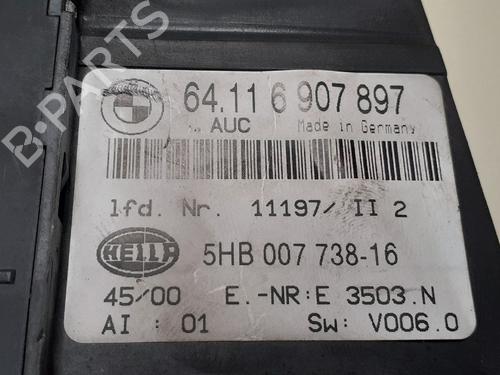 B-PARTS
64.11 6 907 897
AUC Made in Germany
lfd. Nr. 11197/ II 2
HELLA 5HB 007 738-16
45/00 E.-NR:E 3503.N
AI : 01 Sw: V006.0